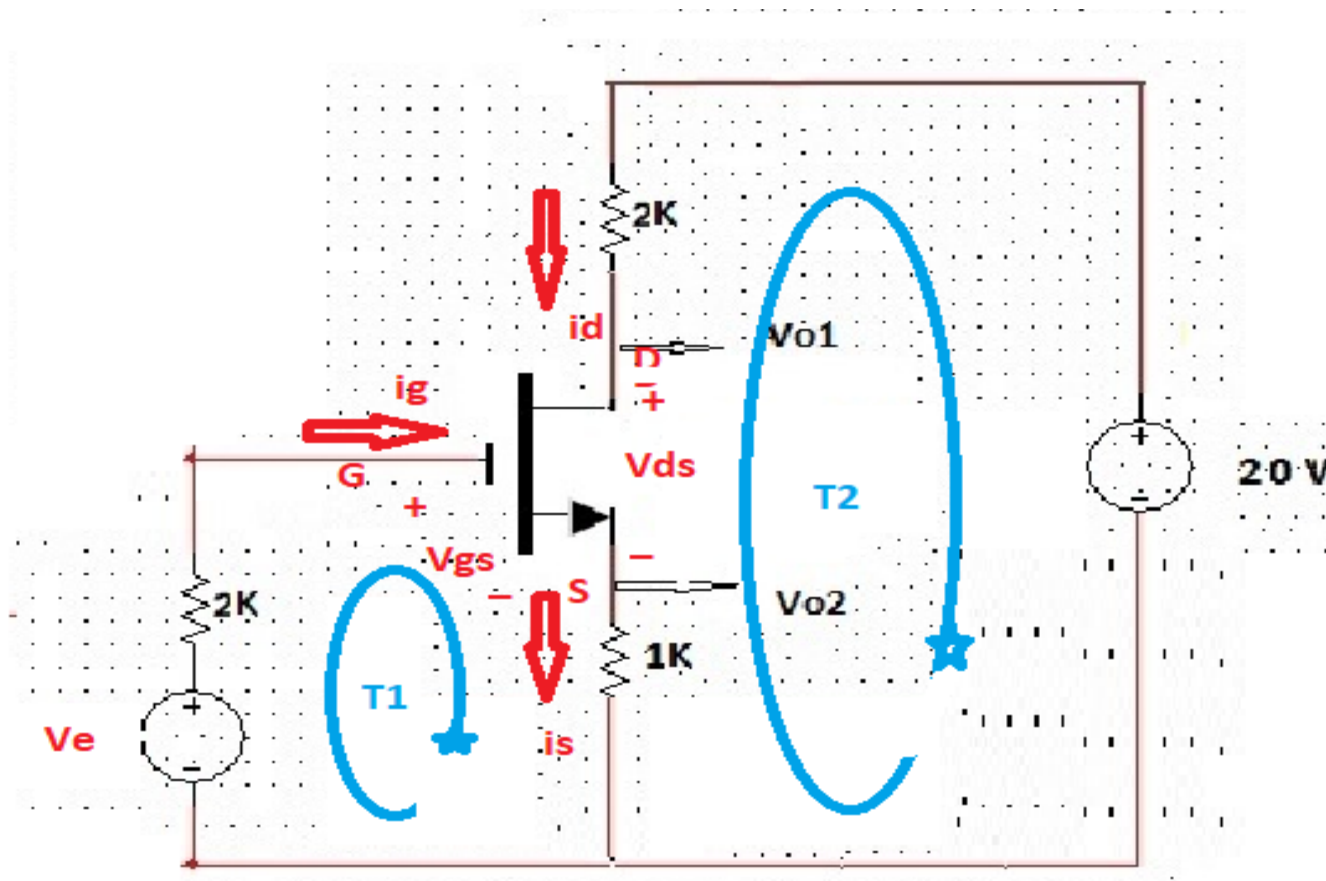 2K
id
Vo1
D
ig
+
+
G
Vds
20 V
T2
+
–
Vgs
–
–
S
Vo2
2K
1K
T1
+
Ve
–
is